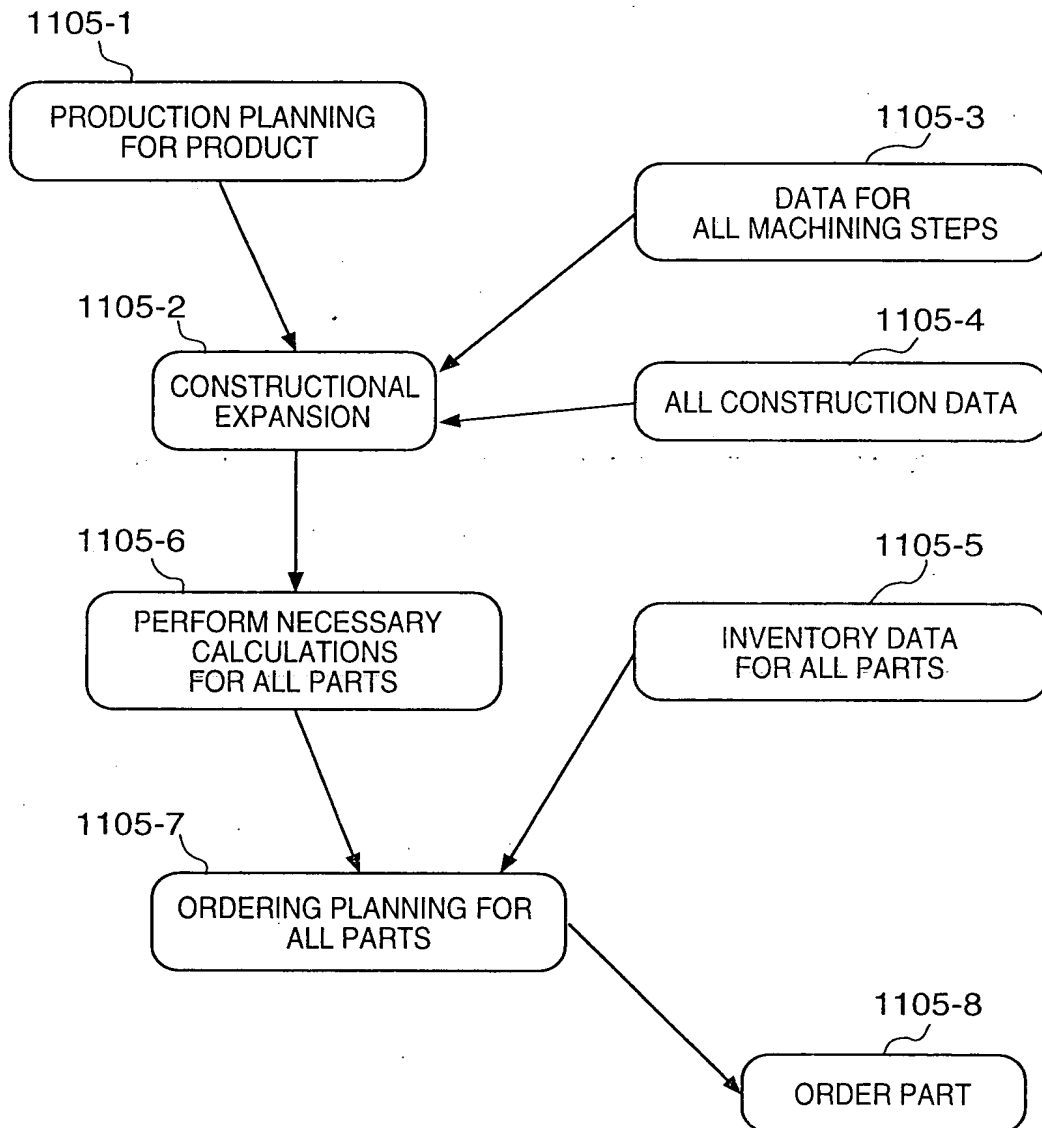 1105-1
PRODUCTION PLANNING
FOR PRODUCT
1105-3
DATA FOR
ALL MACHINING STEPS
1105-2
CONSTRUCTIONAL
EXPANSION
1105-4
ALL CONSTRUCTION DATA
1105-6
PERFORM NECESSARY
CALCULATIONS
FOR ALL PARTS
1105-5
INVENTORY DATA
FOR ALL PARTS
1105-7
ORDERING PLANNING FOR
ALL PARTS
1105-8
ORDER PART